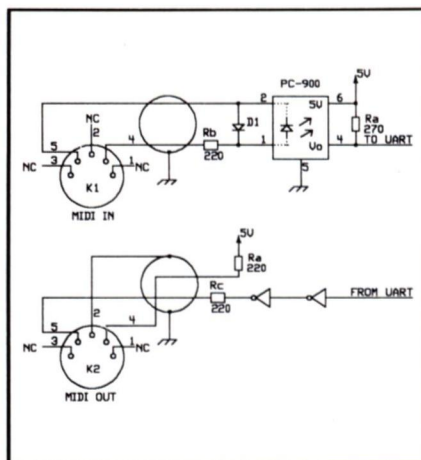 PC-900
5V
NC
2
5V
6
5V
Ra
270
5
4
Rb
220
D1
1
Vo
4
TO UART
NC
3
1
NC
5
K1
MIDI IN
5V
Ra
220
2
4
Rc
220
FROM UART
5
NC
3
1
NC
K2
MIDI OUT